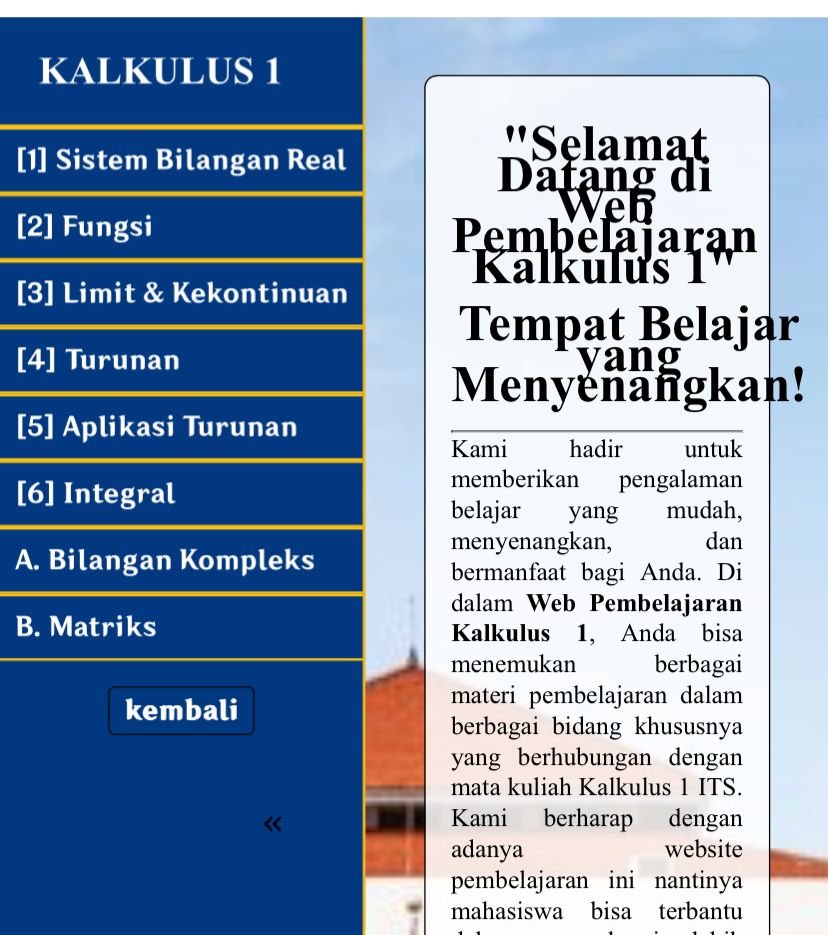 KALKULUS 1
[1] Sistem Bilangan Real
[2] Fungsi
[3] Limit & Kekontinuan
[4] Turunan
[5] Aplikasi Turunan
[6] Integral
A. Bilangan Kompleks
B. Matriks
kembali
«
"Selamat
Datang di
Web
Pembelajaran
Kalkulus 1"
Tempat Belajar
yang
Menyenangkan!
Kami hadir untuk
memberikan pengalaman
belajar yang mudah,
menyenangkan, dan
bermanfaat bagi Anda. Di
dalam Web Pembelajaran
Kalkulus 1, Anda bisa
menemukan berbagai
materi pembelajaran dalam
berbagai bidang khususnya
yang berhubungan dengan
mata kuliah Kalkulus 1 ITS.
Kami berharap dengan
adanya website
pembelajaran ini nantinya
mahasiswa bisa terbantu